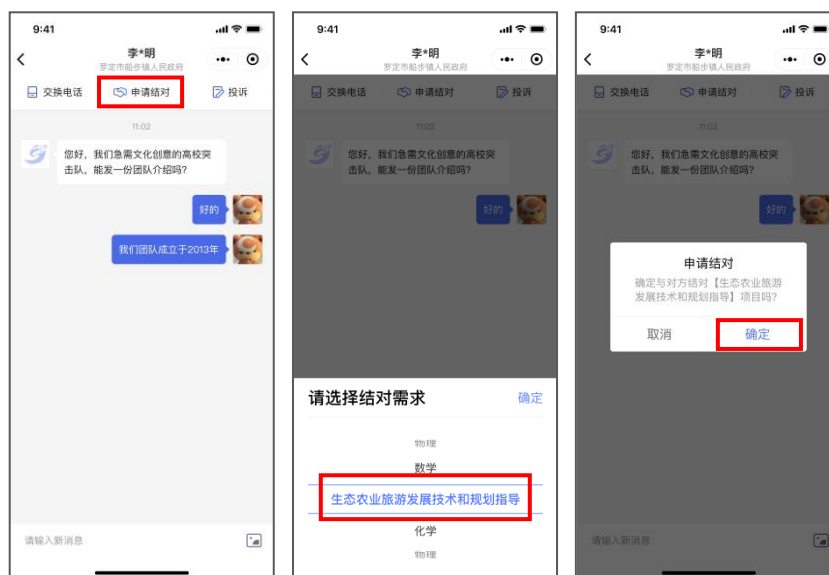 9:41
李*明
罗定市船步镇人民政府
交换电话 申请结对 投诉
11:02
您好，我们急需文化创意的高校突
击队，能发一份团队介绍吗？
好的
我们团队成立于2013年
请输入新消息
9:41
李*明
罗定市船步镇人民政府
交换电话 申请结对 投诉
11:02
您好，我们急需文化创意的高校突
击队，能发一份团队介绍吗？
好的
请选择结对需求 确定
物理
数学
生态农业旅游发展技术和规划指导
化学
物理
9:41
李*明
罗定市船步镇人民政府
交换电话 申请结对 投诉
11:02
您好，我们急需文化创意的高校突
击队，能发一份团队介绍吗？
好的
申请结对
确定与对方结对【生态农业旅游
发展技术和规划指导】项目吗？
取消 确定
请输入新消息